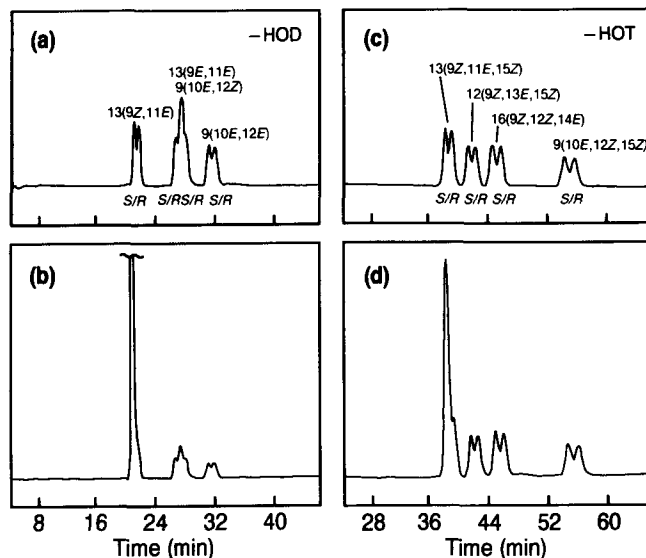 (a)
–HOD
13(9E,11E)
9(10E,12Z)
13(9Z,11E)
9(10E,12E)
S/R S/RS/R S/R
(c)
–HOT
13(9Z,11E,15Z)
12(9Z,13E,15Z)
16(9Z,12Z,14E)
9(10E,12Z,15Z)
S/R S/R S/R S/R
(b)
(d)
8 16 24 32 40
Time (min)
28 36 44 52 60
Time (min)